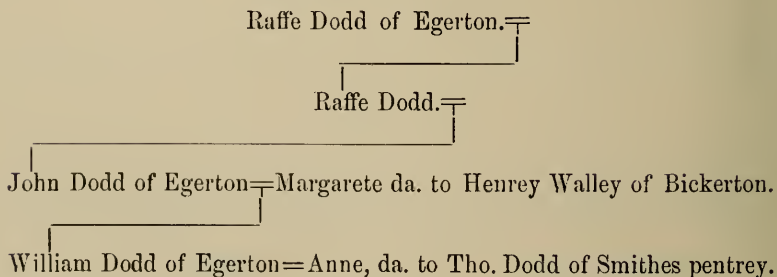 Raffe Dodd of Egerton.=
Raffe Dodd.=
John Dodd of Egerton=Margarete da. to Henrey Walley of Bickerton.
William Dodd of Egerton=Anne, da. to Tho. Dodd of Smithes pentrey.